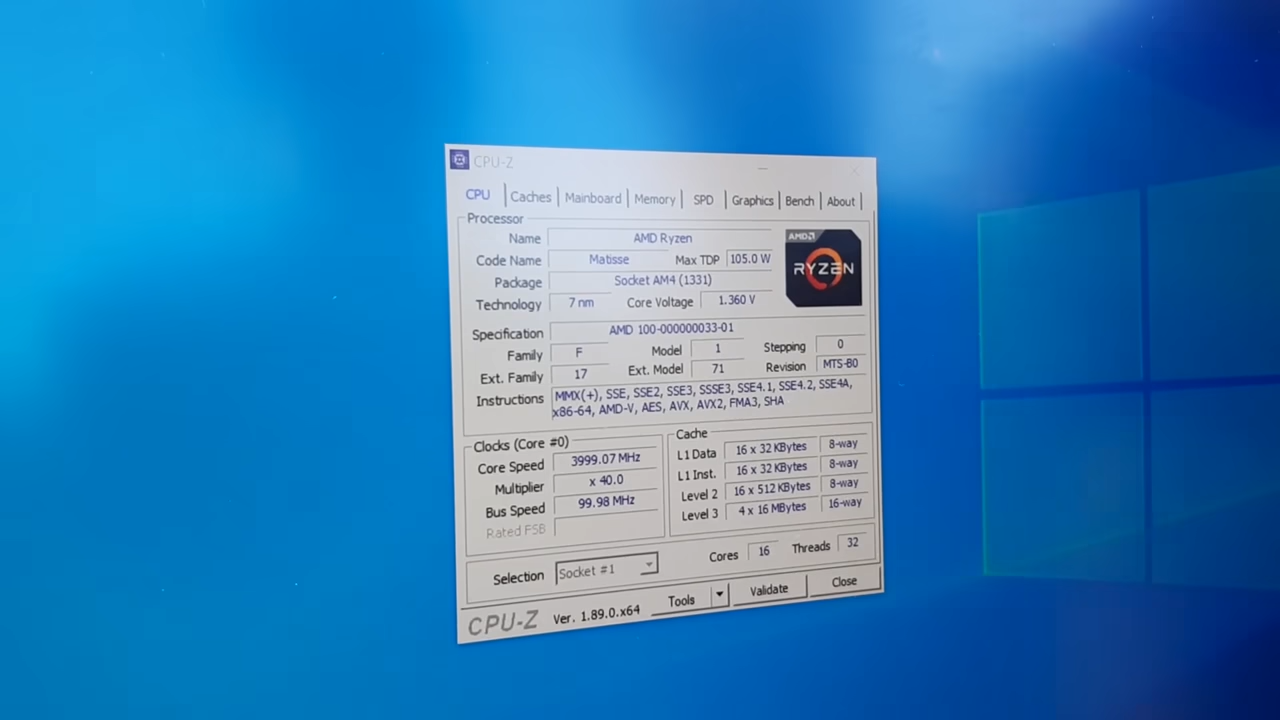 CPU-Z
CPU Caches Mainboard Memory SPD Graphics Bench About
Processor
Name AMD Ryzen
Code Name Matisse Max TDP 105.0 W
Package Socket AM4 (1331)
Technology 7 nm Core Voltage 1.360 V
AMD
RYZEN
Specification AMD 100-000000033-01
Family F Model 1 Stepping 0
Ext. Family 17 Ext. Model 71 Revision MTS-B0
Instructions MMX(+), SSE, SSE2, SSE3, SSSE3, SSE4.1, SSE4.2, SSE4A,
x86-64, AMD-V, AES, AVX, AVX2, FMA3, SHA
Clocks (Core #0)
Core Speed 3999.07 MHz
Multiplier x 40.0
Bus Speed 99.98 MHz
Rated FSB
Cache
L1 Data 16 x 32 KBytes 8-way
L1 Inst. 16 x 32 KBytes 8-way
Level 2 16 x 512 KBytes 8-way
Level 3 4 x 16 MBytes 16-way
Selection Socket #1 Cores 16 Threads 32
CPU-Z Ver. 1.89.0.x64 Tools Validate Close